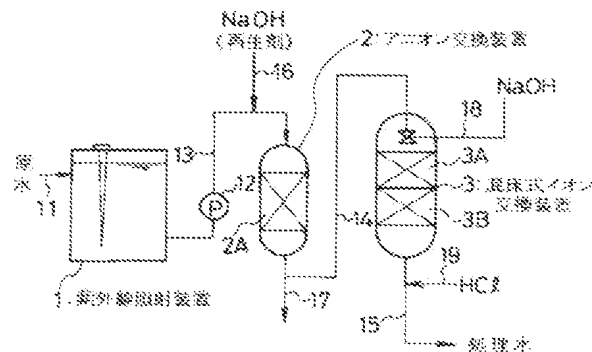 NaOH
(再生剤)
16
2:アニオン交換装置
NaOH
18
原水
11
13
12
P
2A
14
3A
3:混床式イオン交換装置
3B
19
HCl
1:紫外線照射装置
17
15
処理水